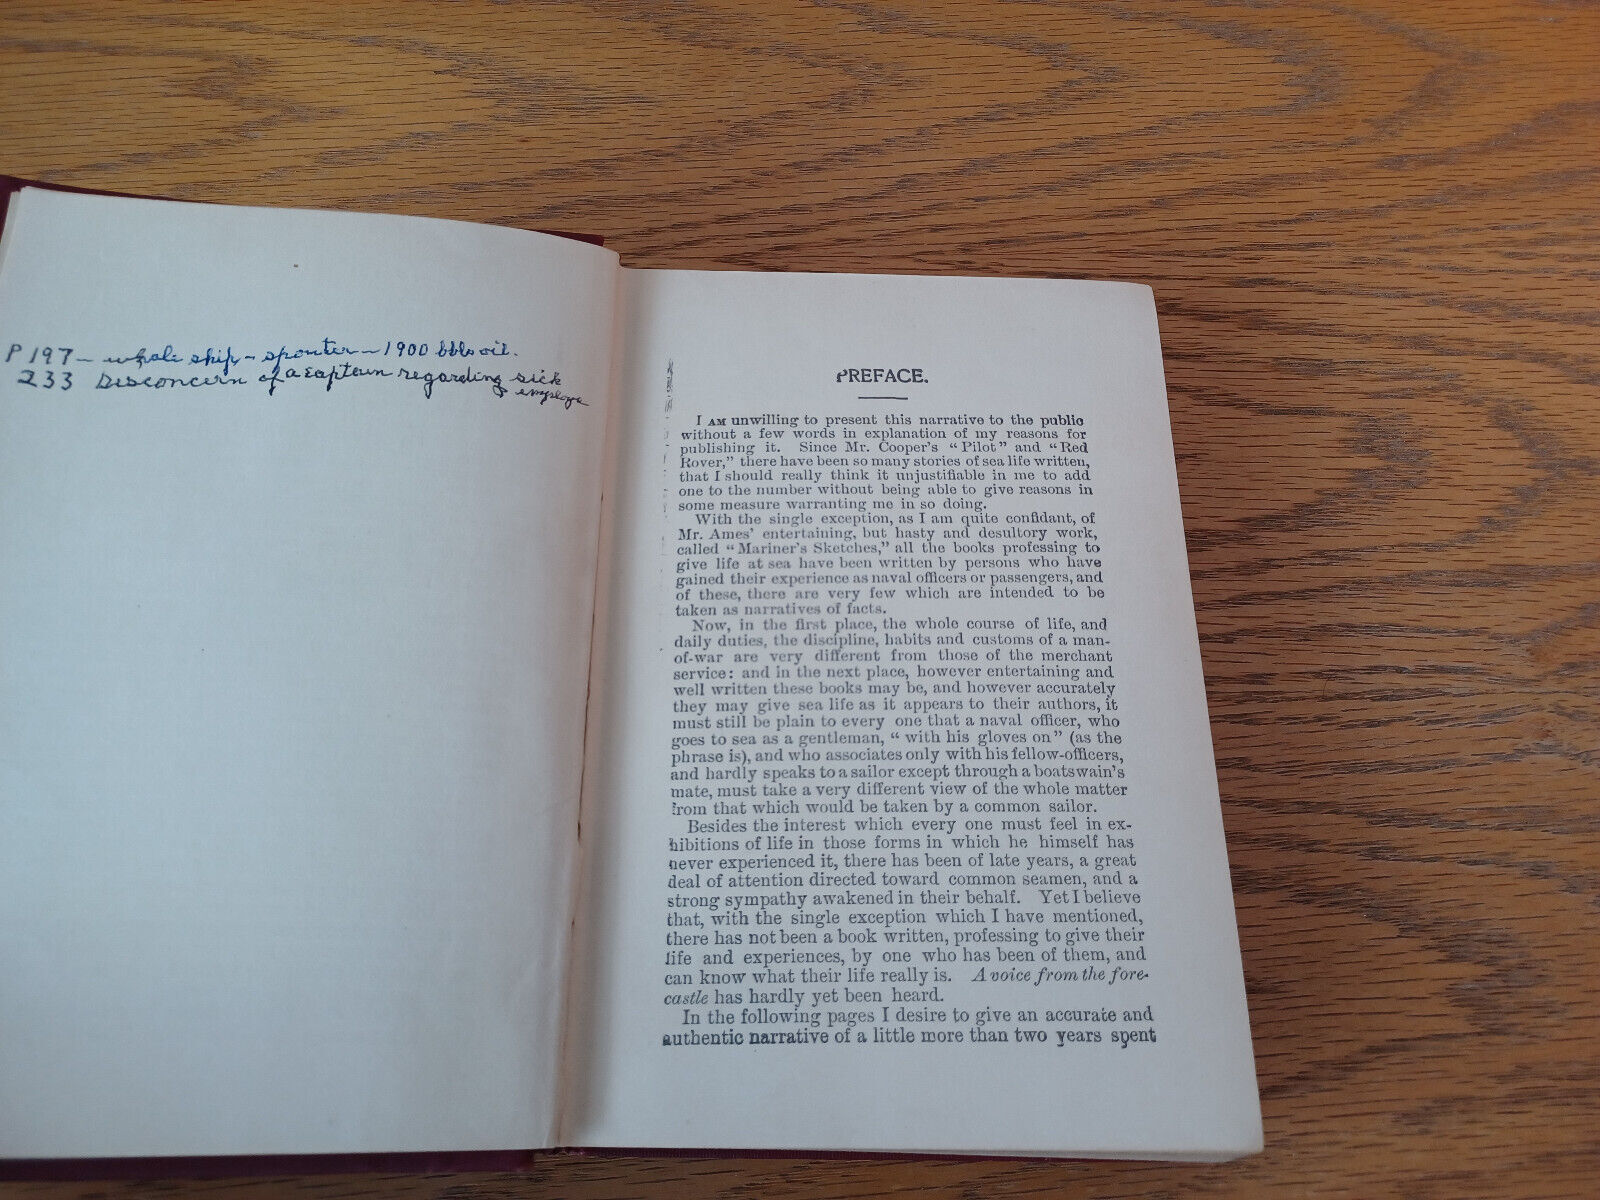 P 197 - whale ship - spouter - 1900 bbls oil.
233 Disconcern of a captain regarding sick
employe
PREFACE.
I AM unwilling to present this narrative to the public
without a few words in explanation of my reasons for
publishing it. Since Mr. Cooper's "Pilot" and "Red
Rover," there have been so many stories of sea life written,
that I should really think it unjustifiable in me to add
one to the number without being able to give reasons in
some measure warranting me in so doing.
With the single exception, as I am quite confidant, of
Mr. Ames' entertaining, but hasty and desultory work,
called "Mariner's Sketches," all the books professing to
give life at sea have been written by persons who have
gained their experience as naval officers or passengers, and
of these, there are very few which are intended to be
taken as narratives of facts.
Now, in the first place, the whole course of life, and
daily duties, the discipline, habits and customs of a man-
of-war are very different from those of the merchant
service: and in the next place, however entertaining and
well written these books may be, and however accurately
they may give sea life as it appears to their authors, it
must still be plain to every one that a naval officer, who
goes to sea as a gentleman, "with his gloves on" (as the
phrase is), and who associates only with his fellow-officers,
and hardly speaks to a sailor except through a boatswain's
mate, must take a very different view of the whole matter
from that which would be taken by a common sailor.
Besides the interest which every one must feel in ex-
hibitions of life in those forms in which he himself has
never experienced it, there has been of late years, a great
deal of attention directed toward common seamen, and a
strong sympathy awakened in their behalf. Yet I believe
that, with the single exception which I have mentioned,
there has not been a book written, professing to give their
life and experiences, by one who has been of them, and
can know what their life really is. A voice from the fore-
castle has hardly yet been heard.
In the following pages I desire to give an accurate and
authentic narrative of a little more than two years spent